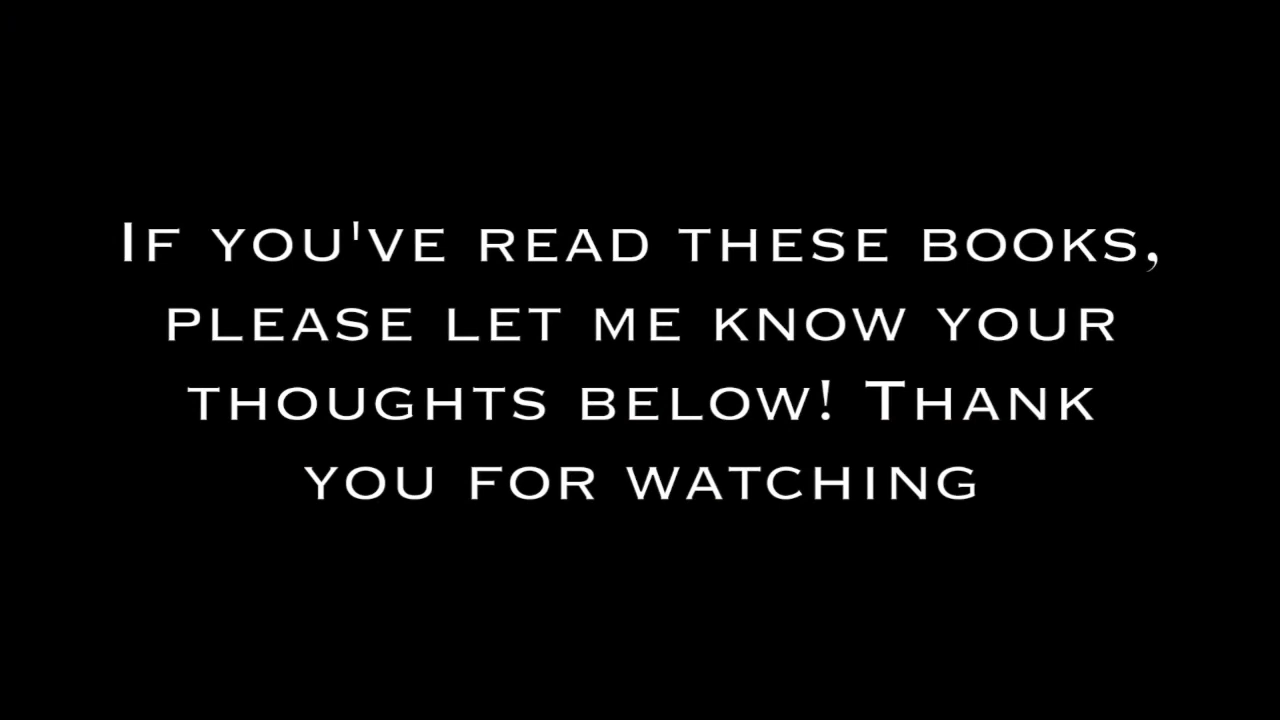 If you've read these books,
please let me know your
thoughts below! Thank
you for watching